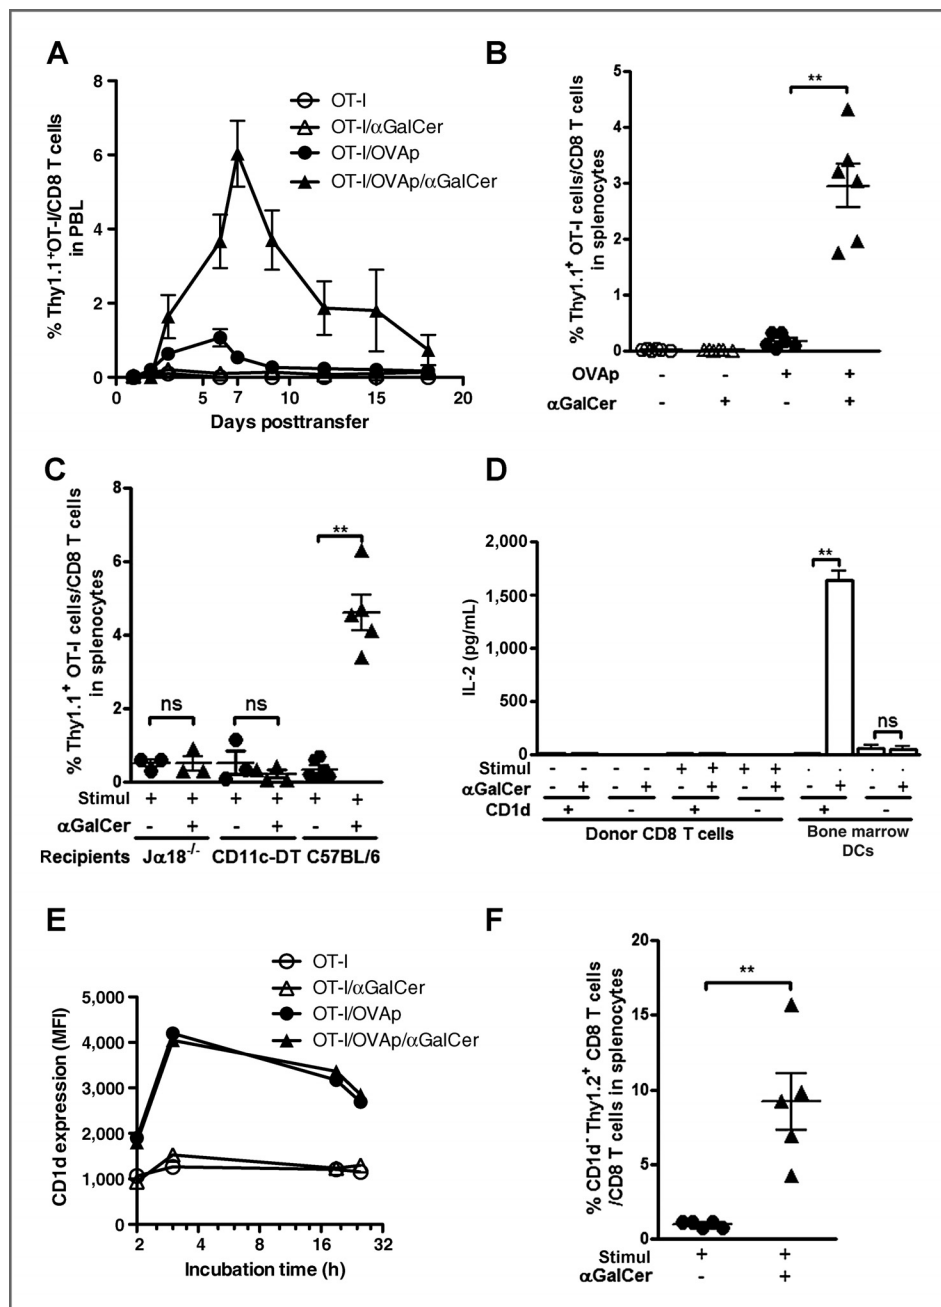 A
% Thy1.1⁺OT-I/CD8 T cells
in PBL
8
6
4
2
0
0
5
7
10
15
20
Days posttransfer
OT-I
OT-I/αGalCer
OT-I/OVAp
OT-I/OVAp/αGalCer
B
% Thy1.1⁺ OT-I cells/CD8 T cells
in splenocytes
5
4
3
2
1
0
**
OVAp - - + +
αGalCer - + - +
C
% Thy1.1⁺ OT-I cells/CD8 T cells
in splenocytes
8
6
4
2
0
ns
ns
**
Stimul + + + + + +
αGalCer - + - + - +
Recipients Jα18⁻/⁻ CD11c-DT C57BL/6
D
IL-2 (pg/mL)
2,000
1,500
1,000
500
0
**
ns
Stimul - - - - + + + + - - - -
αGalCer - + - + - + - + - + - +
CD1d + - + - + -
Donor CD8 T cells
Bone marrow
DCs
E
CD1d expression (MFI)
5,000
4,000
3,000
2,000
1,000
0
2
4
8
16
32
Incubation time (h)
OT-I
OT-I/αGalCer
OT-I/OVAp
OT-I/OVAp/αGalCer
F
% CD1d⁻ Thy1.2⁺ CD8 T cells
/CD8 T cells in splenocytes
20
15
10
5
0
**
Stimul + +
αGalCer - +